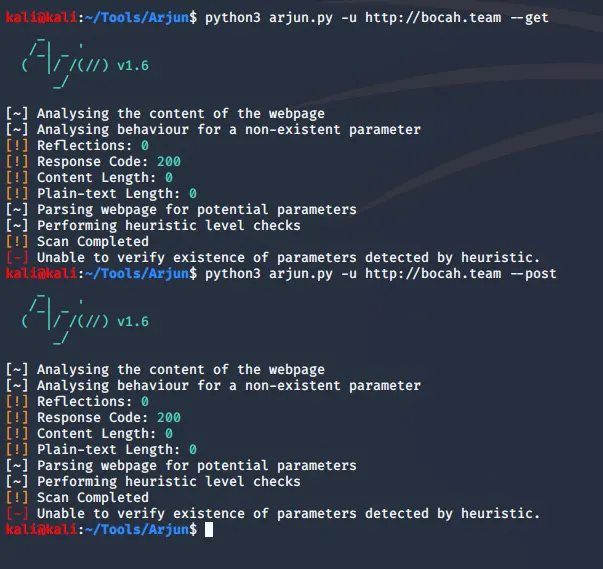 kali@kali:~/Tools/Arjun$ python3 arjun.py -u http://bocah.team --get
    _
   /_| _ '
  (  |/ /(//) v1.6
      _/
[~] Analysing the content of the webpage
[~] Analysing behaviour for a non-existent parameter
[!] Reflections: 0
[!] Response Code: 200
[!] Content Length: 0
[!] Plain-text Length: 0
[~] Parsing webpage for potential parameters
[~] Performing heuristic level checks
[!] Scan Completed
[-] Unable to verify existence of parameters detected by heuristic.
kali@kali:~/Tools/Arjun$ python3 arjun.py -u http://bocah.team --post
    _
   /_| _ '
  (  |/ /(//) v1.6
      _/
[~] Analysing the content of the webpage
[~] Analysing behaviour for a non-existent parameter
[!] Reflections: 0
[!] Response Code: 200
[!] Content Length: 0
[!] Plain-text Length: 0
[~] Parsing webpage for potential parameters
[~] Performing heuristic level checks
[!] Scan Completed
[-] Unable to verify existence of parameters detected by heuristic.
kali@kali:~/Tools/Arjun$